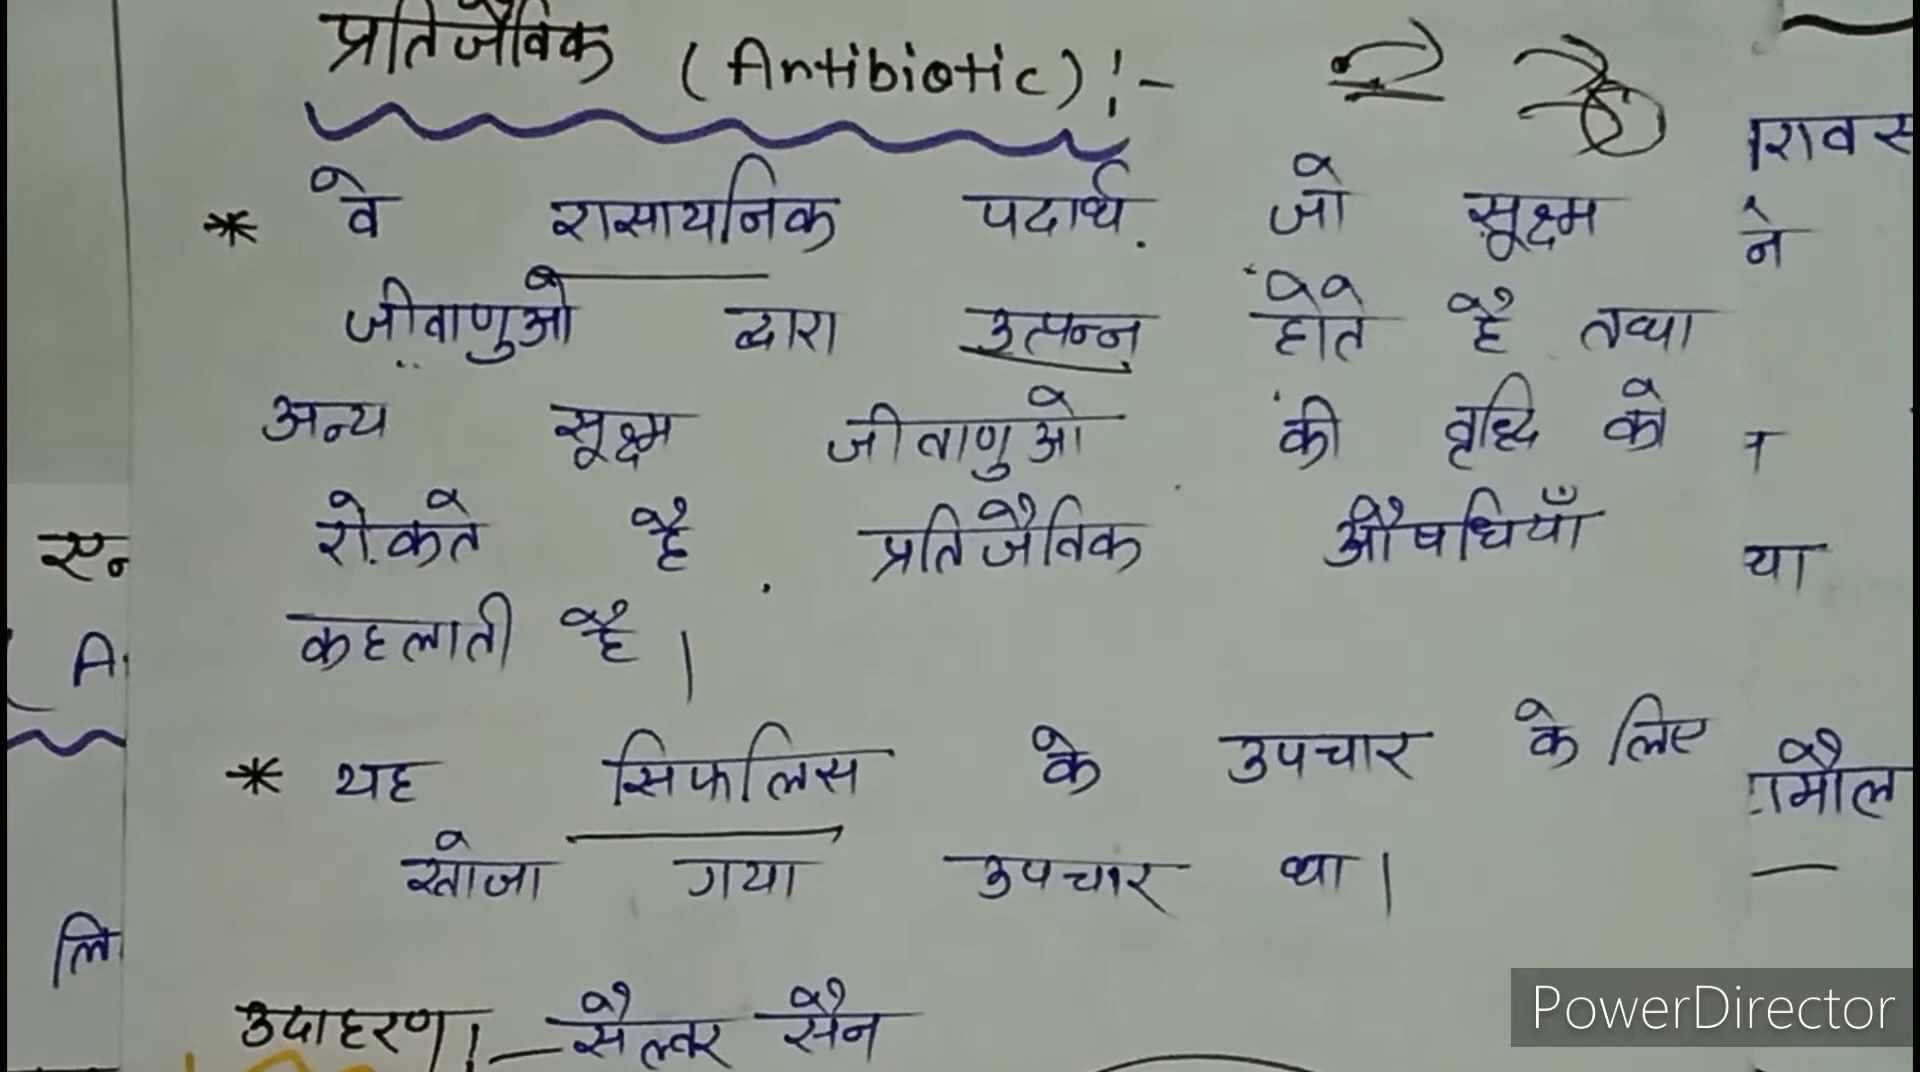 प्रतिजैविक (Antibiotic) :-
* वे रासायनिक पदार्थ जो सूक्ष्म
जीवाणुओ द्वारा उत्पन्न होते है तथा
अन्य सूक्ष्म जीवाणुओ की वृद्धि को
रोकते है प्रतिजैविक औषधियाँ
कहलाती है।
* यह सिफलिस के उपचार के लिए
खोजा गया उपचार था।
उदाहरण :- सैल्वर सैन
ने
या
लि
PowerDirector